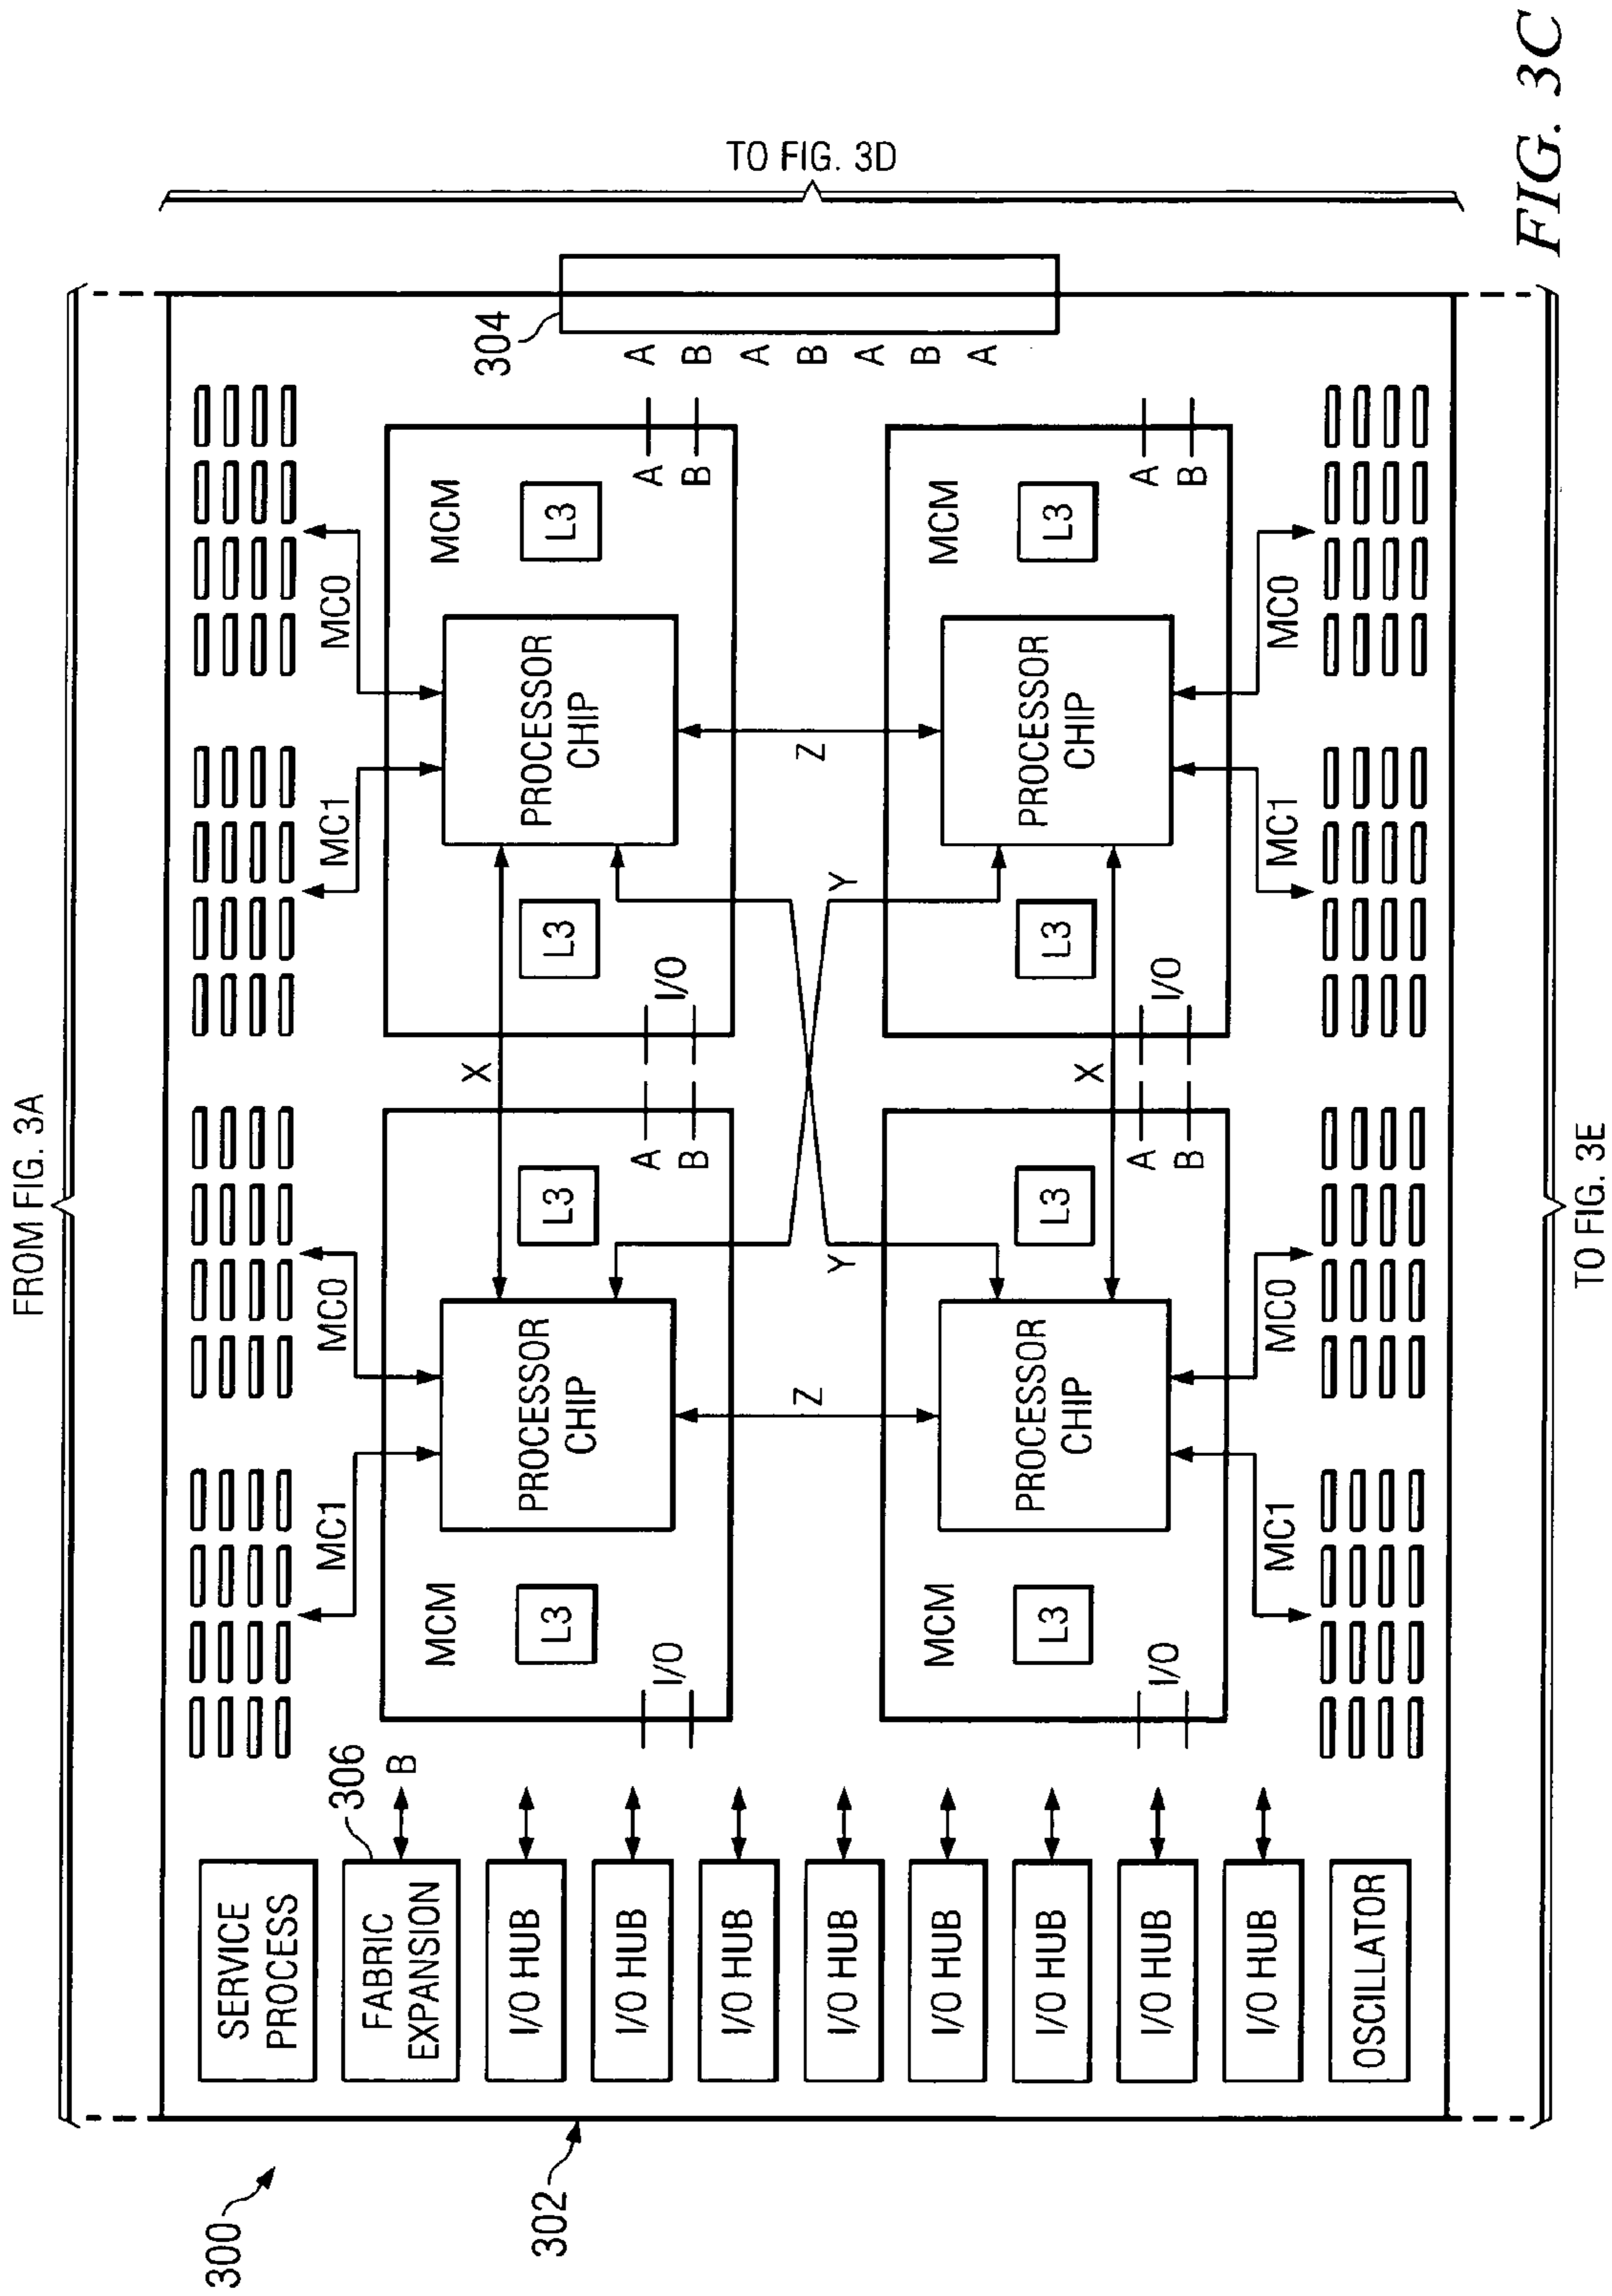 FROM FIG. 3A
300
SERVICE
PROCESS
306
MC1
MC0
MC1
MC0
FABRIC
EXPANSION
B
MCM
MCM
X
304
302
I/O HUB
L3
PROCESSOR
CHIP
L3
L3
PROCESSOR
CHIP
L3
I/O HUB
I/O
A
B
I/O
A
B
A
B
A
B
A
B
A
TO FIG. 3D
I/O HUB
Z
Z
Y
Y
I/O HUB
I/O HUB
MCM
MCM
L3
PROCESSOR
CHIP
L3
X
L3
PROCESSOR
CHIP
L3
I/O HUB
I/O HUB
I/O
A
B
I/O
A
B
I/O HUB
MC1
MC0
MC1
MC0
OSCILLATOR
TO FIG. 3E
FIG. 3C